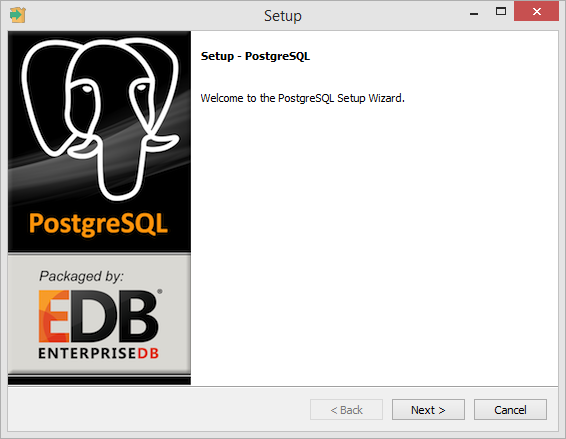 Setup
Setup - PostgreSQL
Welcome to the PostgreSQL Setup Wizard.
PostgreSQL
Packaged by:
EDB
ENTERPRISEDB
< Back
Next >
Cancel